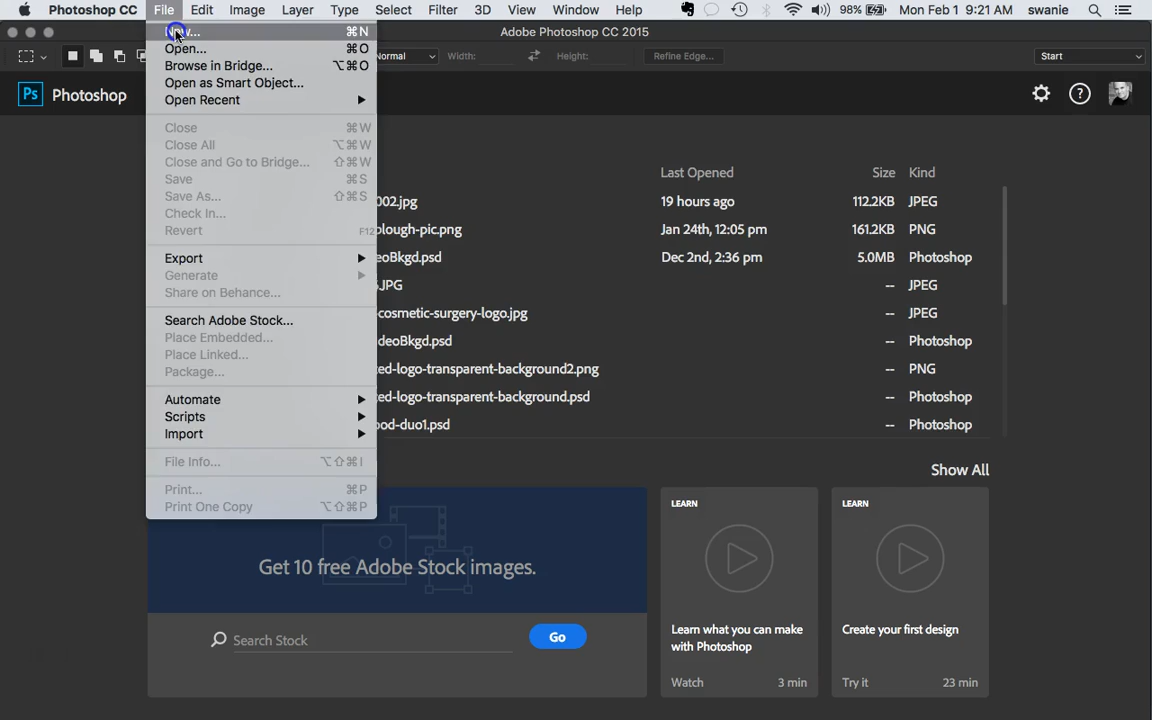 Photoshop CC File Edit Image Layer Type Select Filter 3D View Window Help 98% Mon Feb 1 9:21 AM swanie
Adobe Photoshop CC 2015
Normal Width: Height: Refine Edge... Start
Ps Photoshop
New... ⌘N
Open... ⌘O
Browse in Bridge... ⌥⌘O
Open as Smart Object...
Open Recent
Close ⌘W
Close All ⌥⌘W
Close and Go to Bridge... ⇧⌘W
Save ⌘S
Save As... ⇧⌘S
Check In...
Revert F12
Export
Generate
Share on Behance...
Search Adobe Stock...
Place Embedded...
Place Linked...
Package...
Automate
Scripts
Import
File Info... ⌥⇧⌘I
Print... ⌘P
Print One Copy ⌥⇧⌘P
Last Opened Size Kind
002.jpg 19 hours ago 112.2KB JPEG
plough-pic.png Jan 24th, 12:05 pm 161.2KB PNG
eoBkgd.psd Dec 2nd, 2:36 pm 5.0MB Photoshop
.JPG -- JPEG
-cosmetic-surgery-logo.jpg -- JPEG
deoBkgd.psd -- Photoshop
ted-logo-transparent-background2.png -- PNG
ted-logo-transparent-background.psd -- Photoshop
ood-duo1.psd -- Photoshop
Show All
Get 10 free Adobe Stock images.
Search Stock Go
LEARN
Learn what you can make
with Photoshop
Watch 3 min
LEARN
Create your first design
Try it 23 min